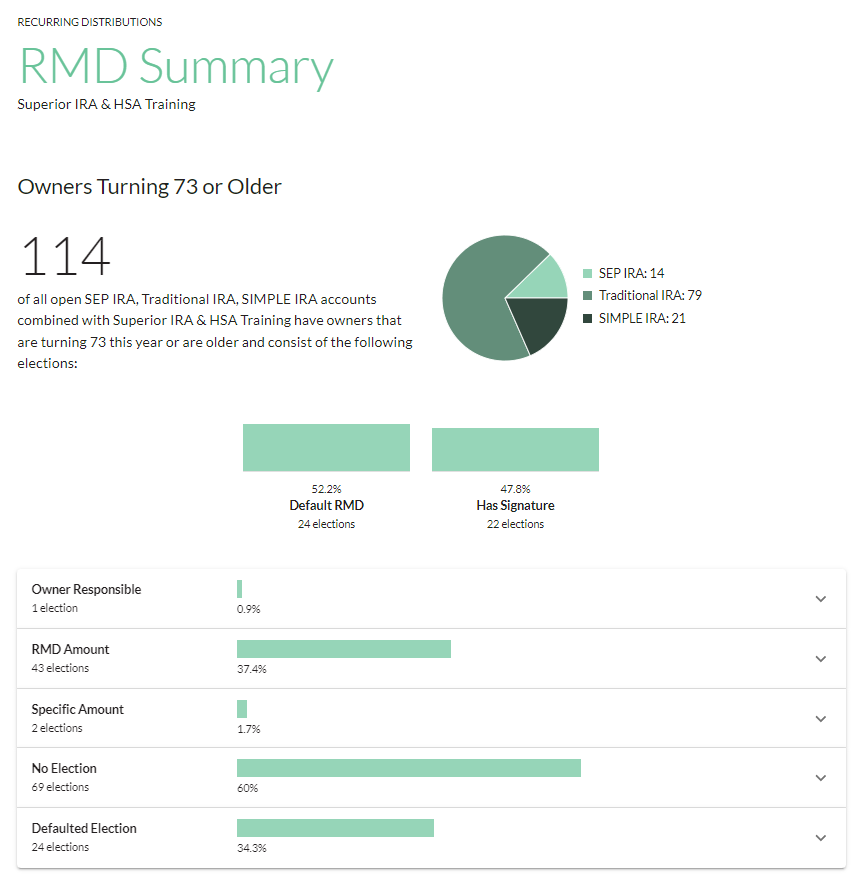 RECURRING DISTRIBUTIONS
RMD Summary
Superior IRA & HSA Training
Owners Turning 73 or Older
114
of all open SEP IRA, Traditional IRA, SIMPLE IRA accounts
combined with Superior IRA & HSA Training have owners that
are turning 73 this year or are older and consist of the following
elections:
SEP IRA: 14
Traditional IRA: 79
SIMPLE IRA: 21
52.2%
Default RMD
24 elections
47.8%
Has Signature
22 elections
Owner Responsible
1 election
0.9%
RMD Amount
43 elections
37.4%
Specific Amount
2 elections
1.7%
No Election
69 elections
60%
Defaulted Election
24 elections
34.3%